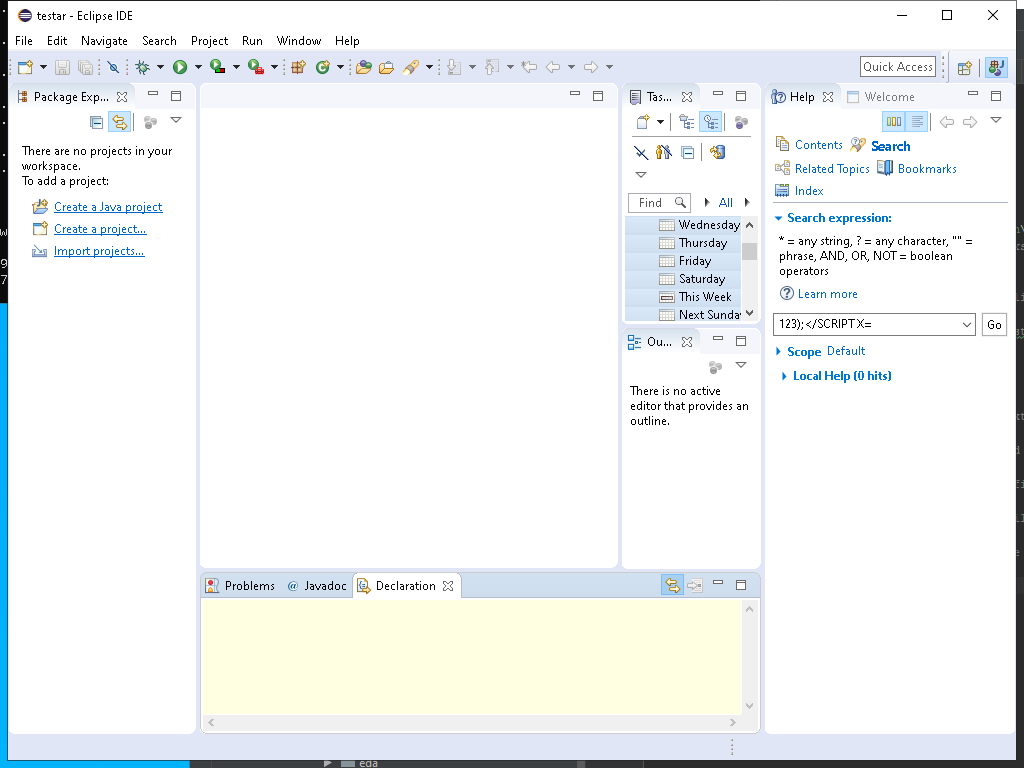 testar - Eclipse IDE
File Edit Navigate Search Project Run Window Help
Quick Access
Package Exp...
There are no projects in your
workspace.
To add a project:
Create a Java project
Create a project...
Import projects...
Tas...
Find
All
Wednesday
Thursday
Friday
Saturday
This Week
Next Sunda
Ou...
There is no active
editor that provides an
outline.
Help
Welcome
Contents
Search
Related Topics
Bookmarks
Index
Search expression:
* = any string, ? = any character, "" =
phrase, AND, OR, NOT = boolean
operators
Learn more
123);</SCRIPTX=
Go
Scope Default
Local Help (0 hits)
Problems
@ Javadoc
Declaration
eda